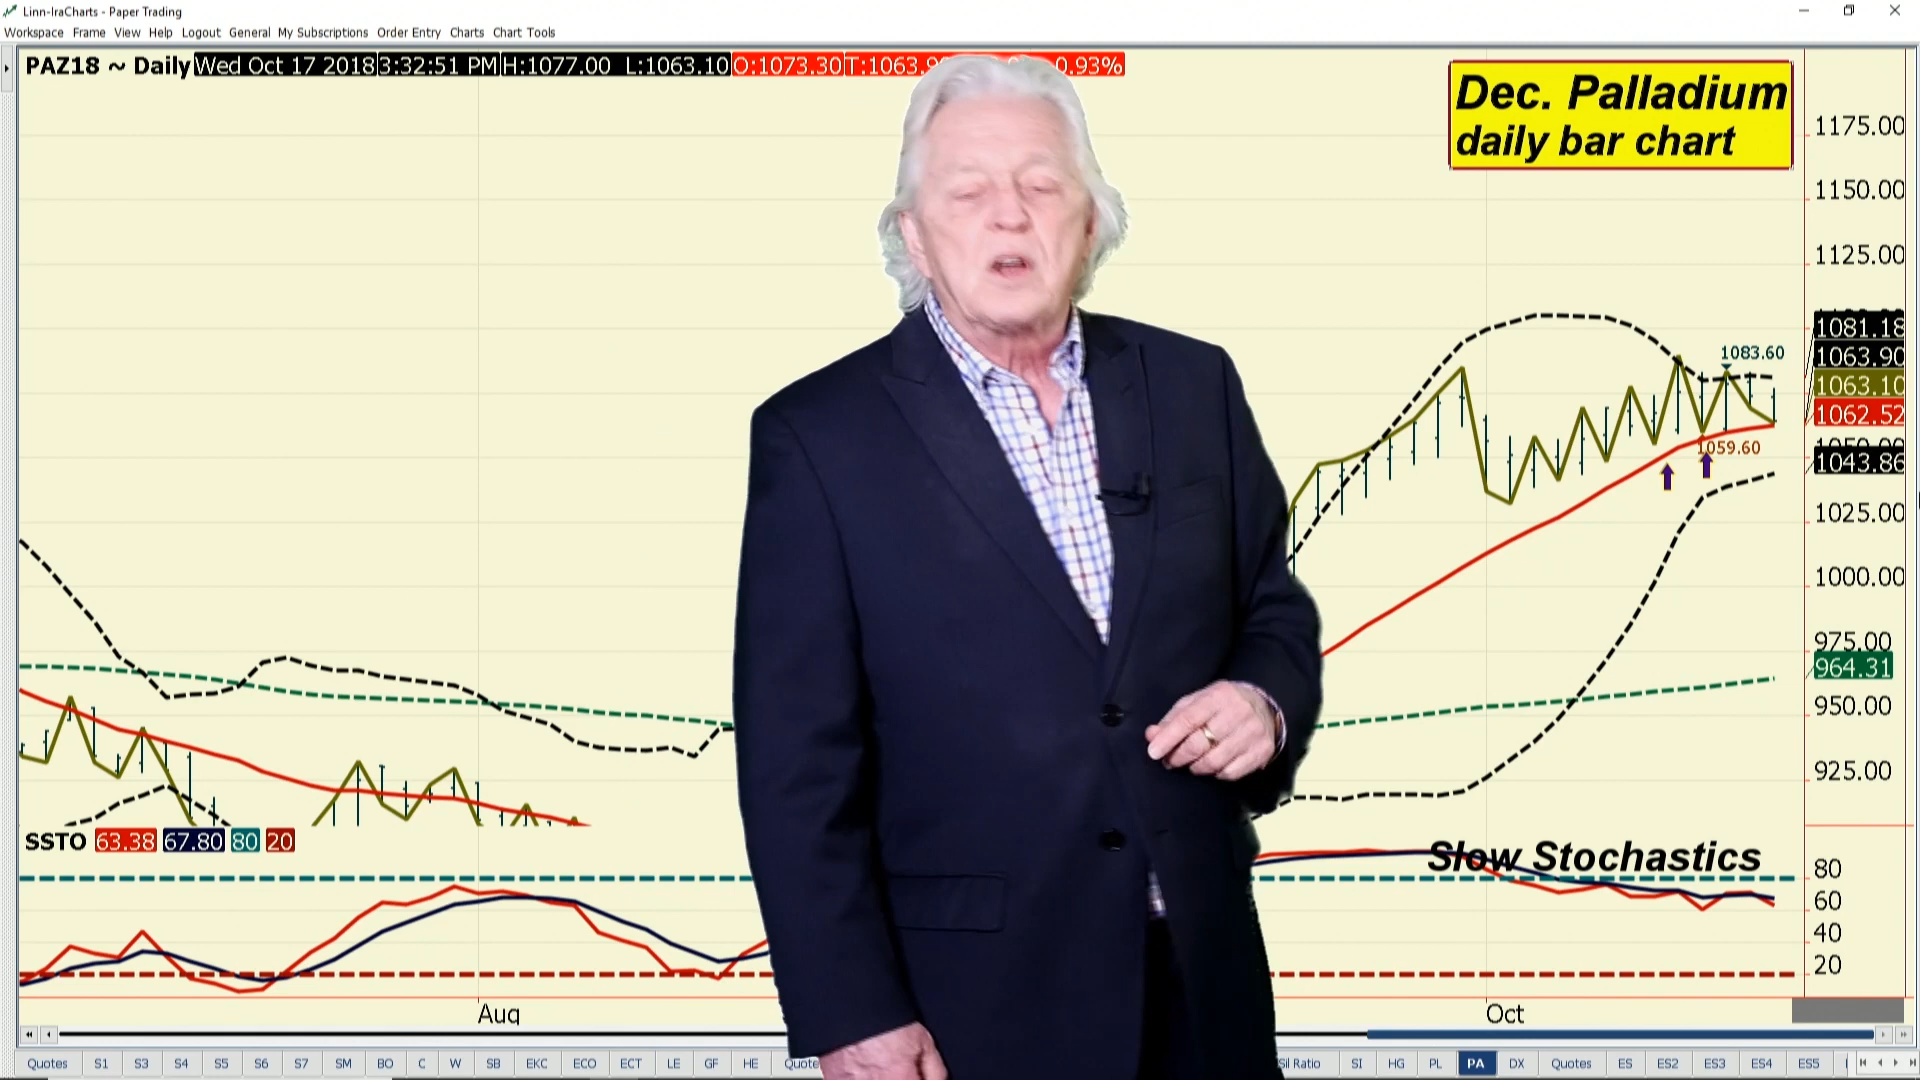 Linn-IraCharts - Paper Trading
Workspace Frame View Help Logout General My Subscriptions Order Entry Charts Chart Tools
PAZ18 ~ Daily Wed Oct 17 2018 3:32:51 PM H:1077.00 L:1063.10 O:1073.30 T:1063.90 0.93%
Dec. Palladium
daily bar chart
1175.00
1150.00
1125.00
1081.18
1083.60
1063.90
1063.10
1062.52
1059.60
1050.00
1043.86
1025.00
1000.00
975.00
964.31
950.00
925.00
SSTO 63.38 67.80 80 20
Slow Stochastics
80
60
40
20
Aug Oct
Quotes S1 S3 S4 S5 S6 S7 SM BO C W SB EKC ECO ECT LE GF HE Quote Sil Ratio SI HG PL PA DX Quotes ES ES2 ES3 ES4 ES5